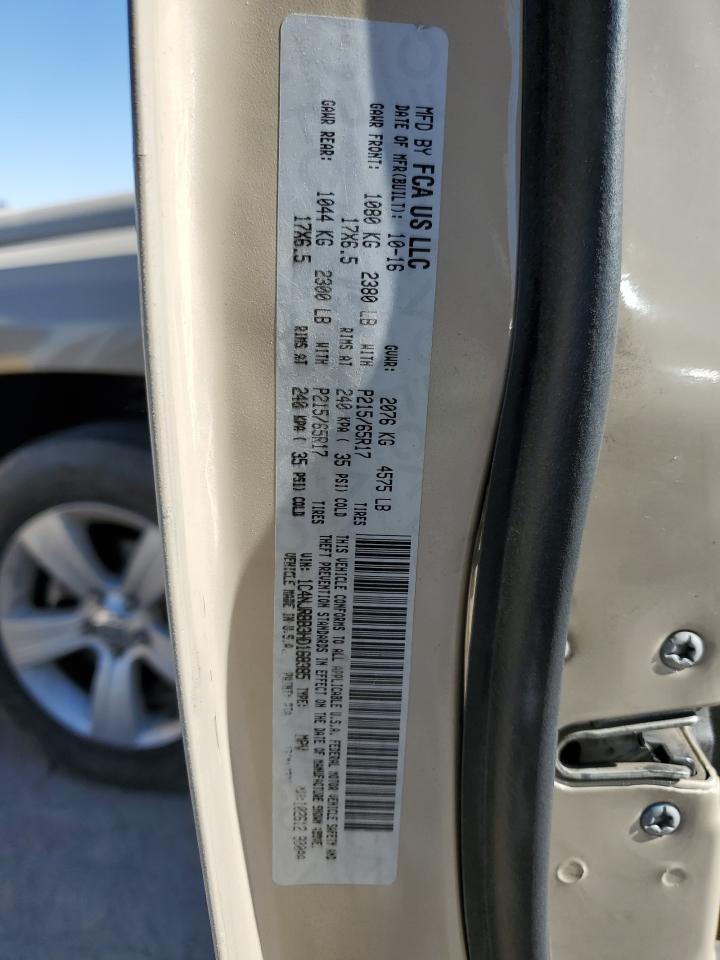 MFD BY FCA US LLC
DATE OF MFR(BUILT): 10-16 GVWR: 2076 KG 4575 LB
GAWR FRONT: 1080 KG 2380 LB WITH P215/65R17 TIRES
17X6.5 RIMS AT 240 KPA ( 35 PSI) COLD
GAWR REAR: 1044 KG 2300 LB WITH P215/65R17 TIRES
17X6.5 RIMS AT 240 KPA ( 35 PSI) COLD
THIS VEHICLE CONFORMS TO ALL APPLICABLE U.S.A. FEDERAL MOTOR VEHICLE SAFETY AND
THEFT PREVENTION STANDARDS IN EFFECT ON THE DATE OF MANUFACTURE SHOWN ABOVE.
VIN: 1C4NJRBB3HD168385 TYPE: MPV
VEHICLE MADE IN U.S.A. PAINT: